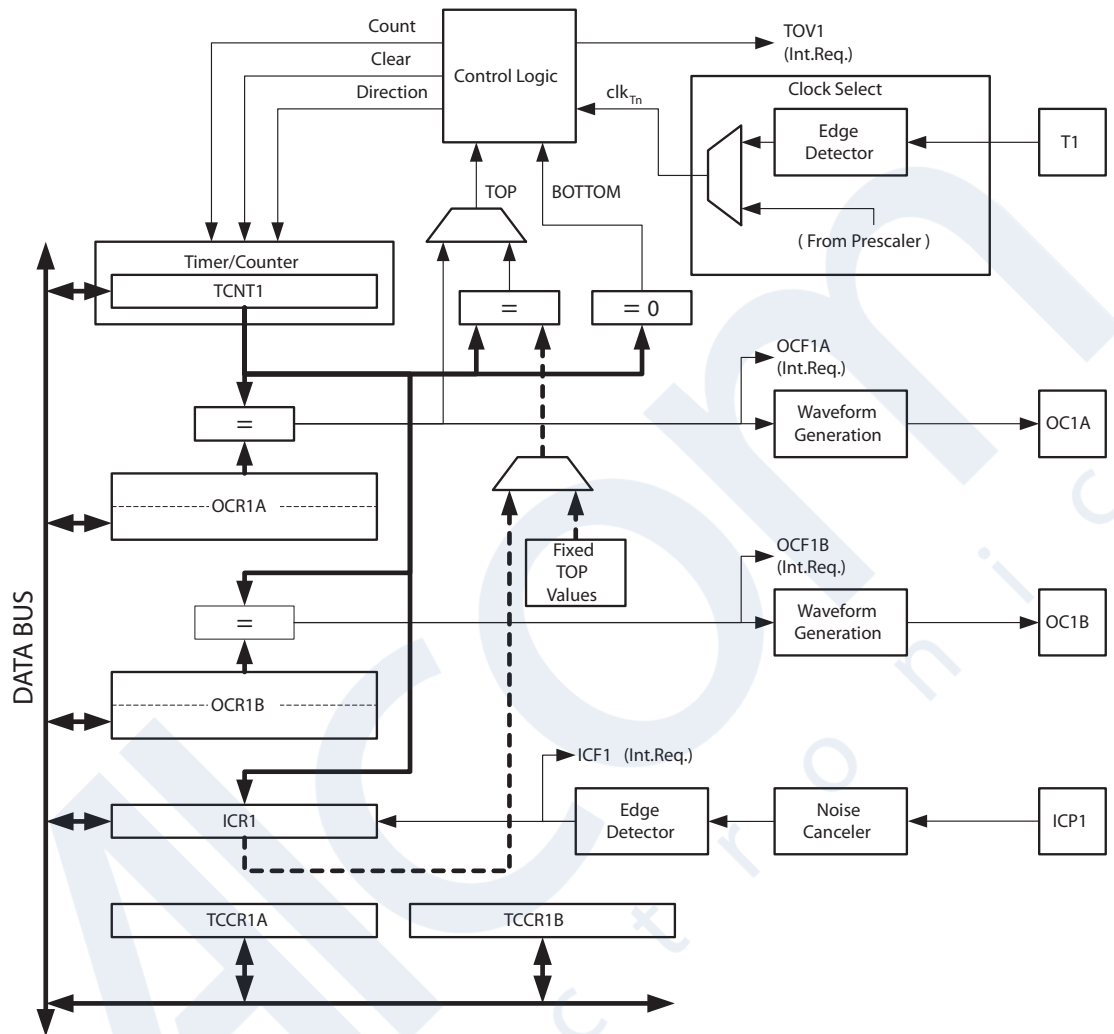 Count
Clear
Direction
Control Logic
TOV1
(Int.Req.)
clkTn
Clock Select
Edge
Detector
T1
( From Prescaler )
TOP
BOTTOM
Timer/Counter
TCNT1
=
= 0
OCF1A
(Int.Req.)
=
Waveform
Generation
OC1A
OCR1A
Fixed
TOP
Values
OCF1B
(Int.Req.)
=
Waveform
Generation
OC1B
DATA BUS
OCR1B
ICF1 (Int.Req.)
ICR1
Edge
Detector
Noise
Canceler
ICP1
TCCR1A
TCCR1B
Alcom
ctronic